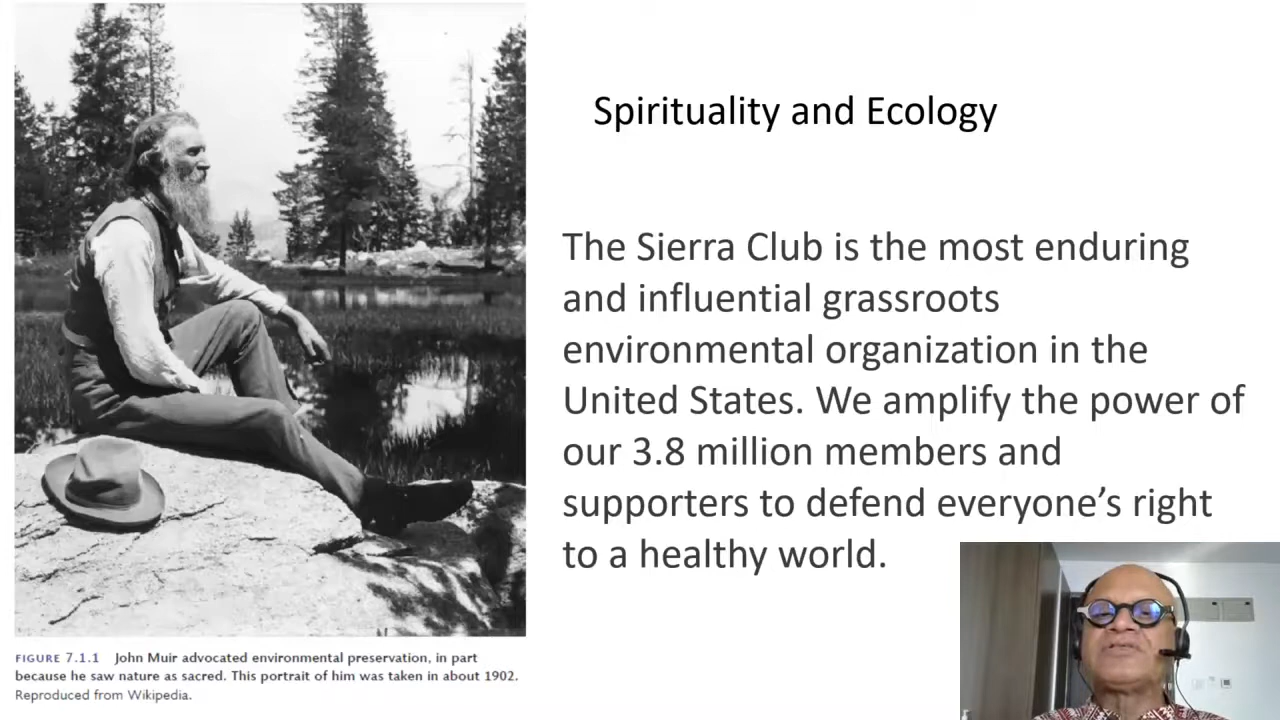 Spirituality and Ecology
The Sierra Club is the most enduring
and influential grassroots
environmental organization in the
United States. We amplify the power of
our 3.8 million members and
supporters to defend everyone’s right
to a healthy world.
FIGURE 7.1.1 John Muir advocated environmental preservation, in part
because he saw nature as sacred. This portrait of him was taken in about 1902.
Reproduced from Wikipedia.